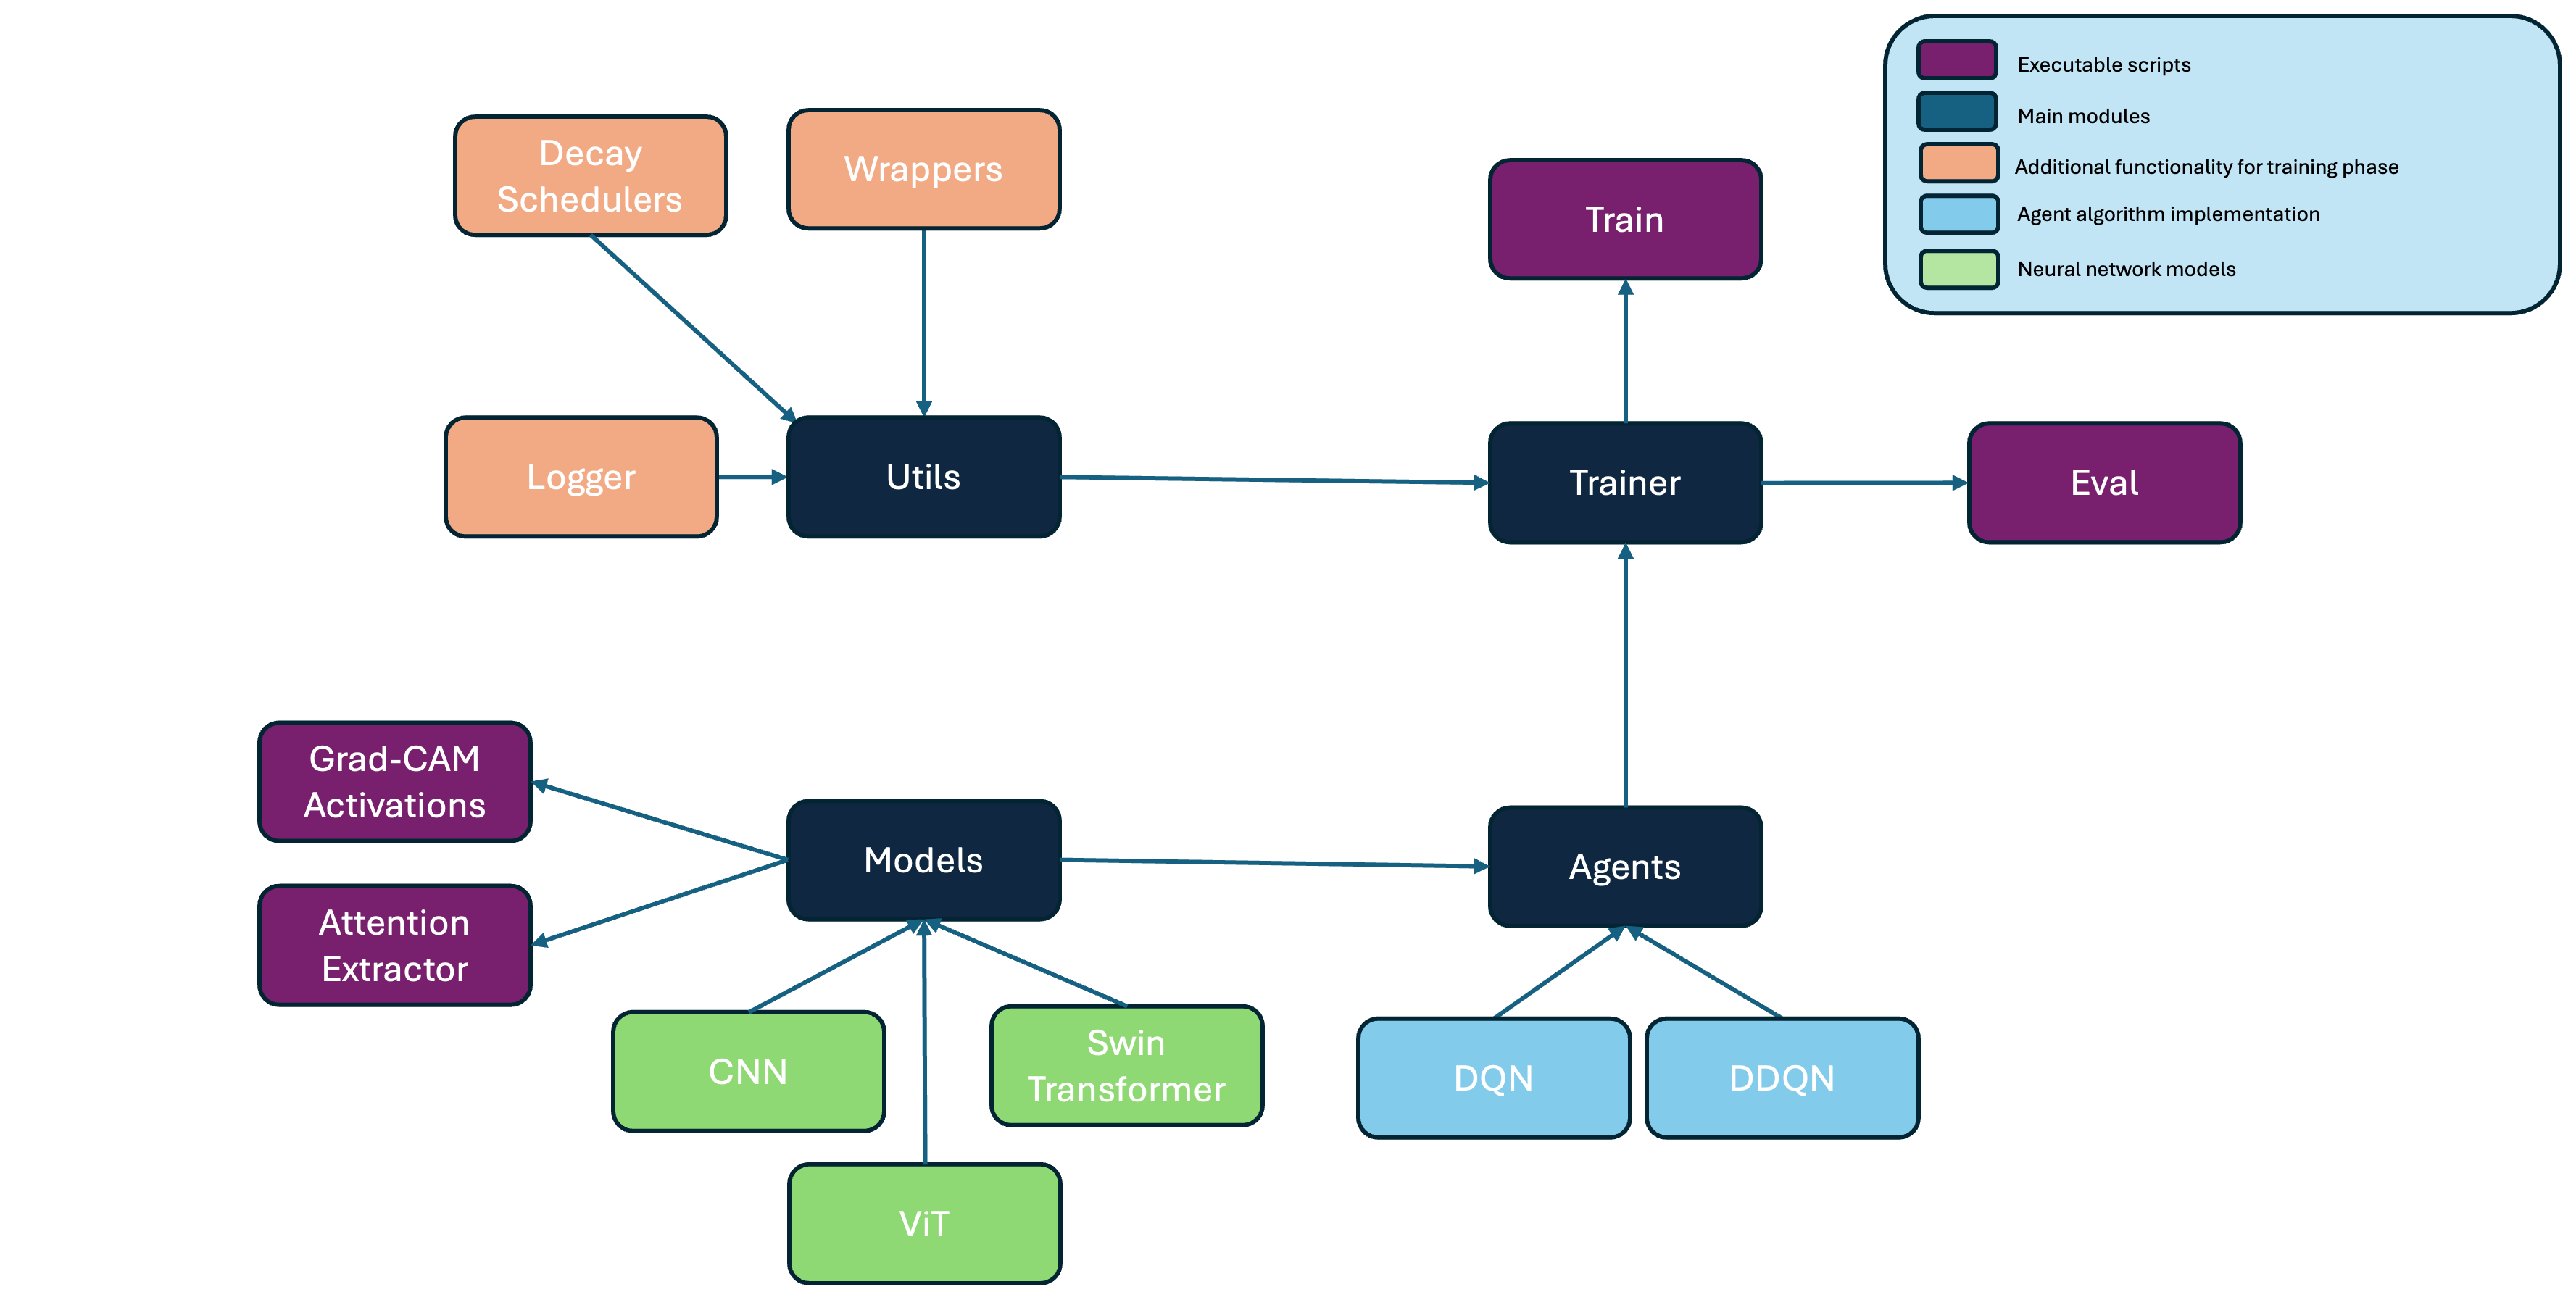 Executable scripts
Main modules
Additional functionality for training phase
Agent algorithm implementation
Neural network models
Decay
Schedulers
Wrappers
Train
Logger
Utils
Trainer
Eval
Grad-CAM
Activations
Attention
Extractor
Models
Agents
CNN
Swin
Transformer
ViT
DQN
DDQN